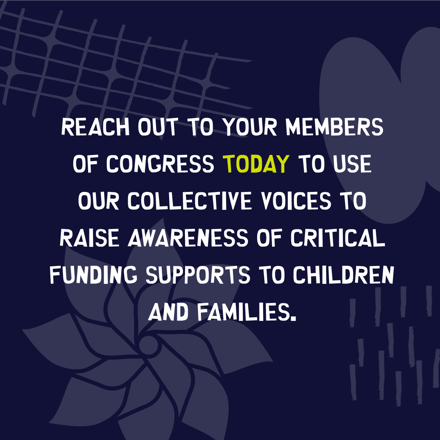 REACH OUT TO YOUR MEMBERS
OF CONGRESS TODAY TO USE
OUR COLLECTIVE VOICES TO
RAISE AWARENESS OF CRITICAL
FUNDING SUPPORTS TO CHILDREN
AND FAMILIES.